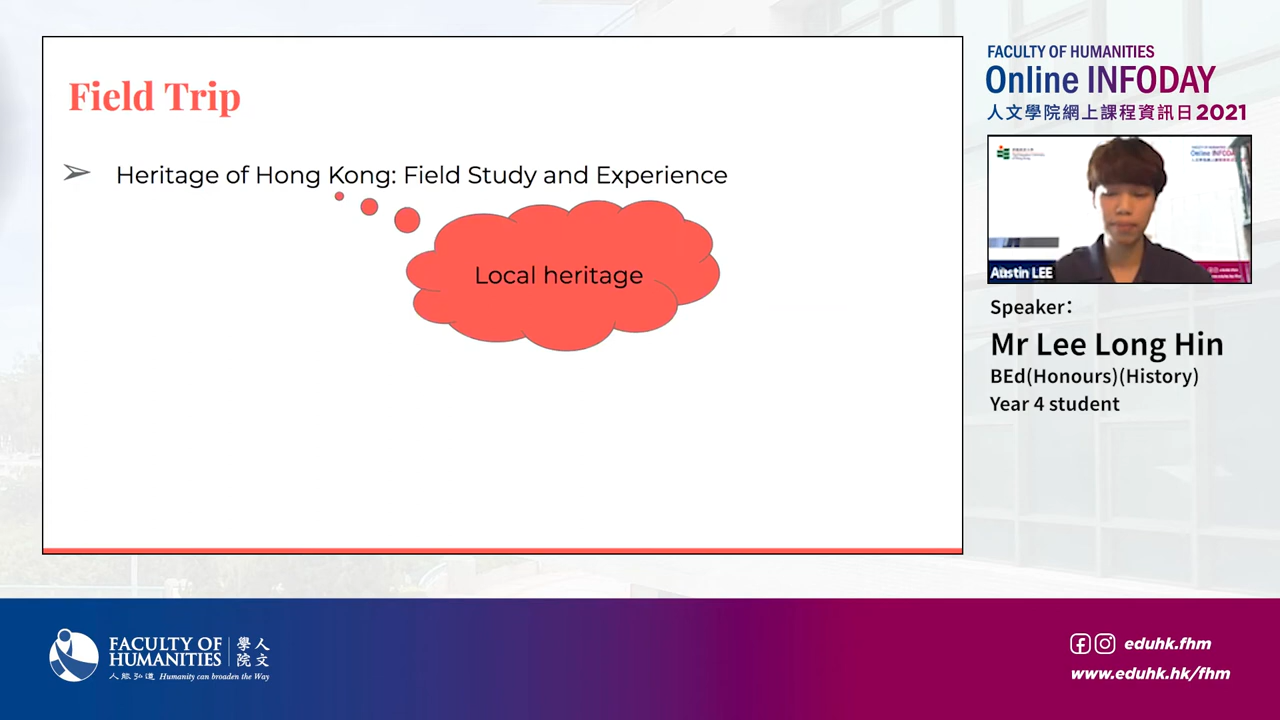 Field Trip
➢ Heritage of Hong Kong: Field Study and Experience
Local heritage
FACULTY OF HUMANITIES
Online INFODAY
人文學院網上課程資訊日2021
Austin LEE
Speaker:
Mr Lee Long Hin
BEd(Honours)(History)
Year 4 student
FACULTY OF
HUMANITIES
學人
院文
人脈弘道 Humanity can broaden the Way
eduhk.fhm
www.eduhk.hk/fhm